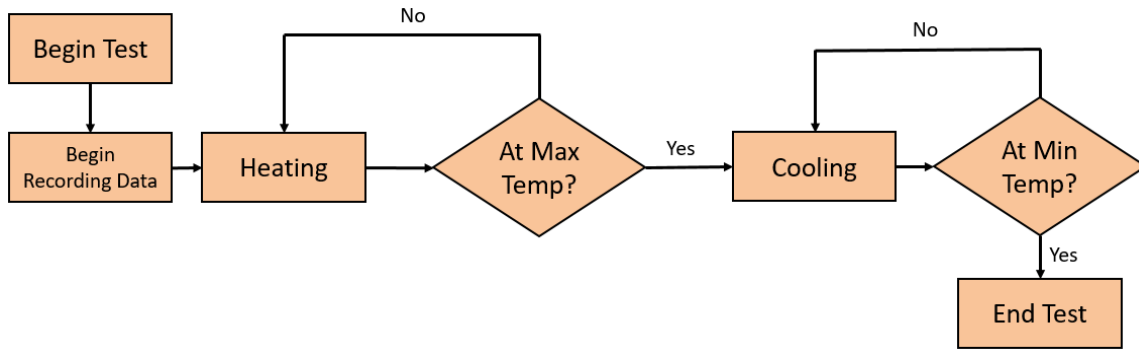 Begin Test
Begin
Recording Data
Heating
No
At Max
Temp?
Yes
Cooling
No
At Min
Temp?
Yes
End Test